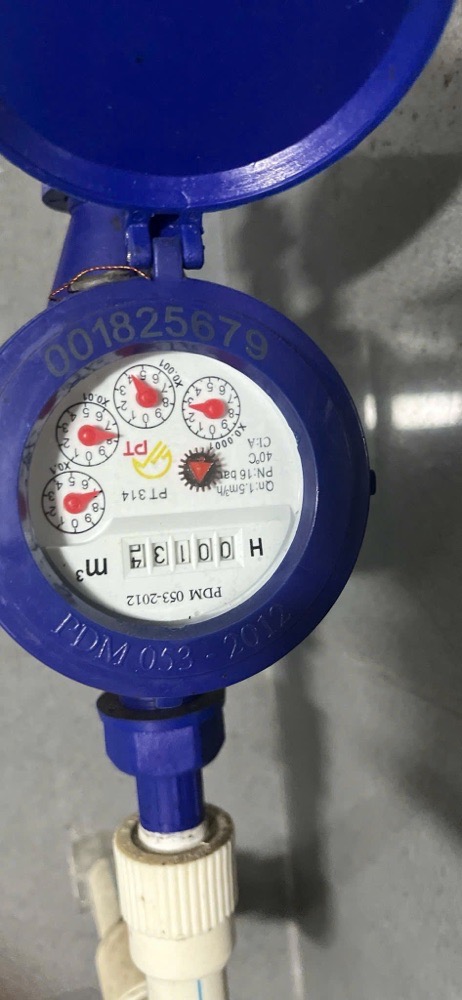 001825679
X0.001
X0.01
X0.0001
X0.1
PT
PT314
Cl:A
40°C
PN:16 bar
Qn:1.5m³/h
H 00134 m³
PDM 053-2012
PDM 053 - 2012